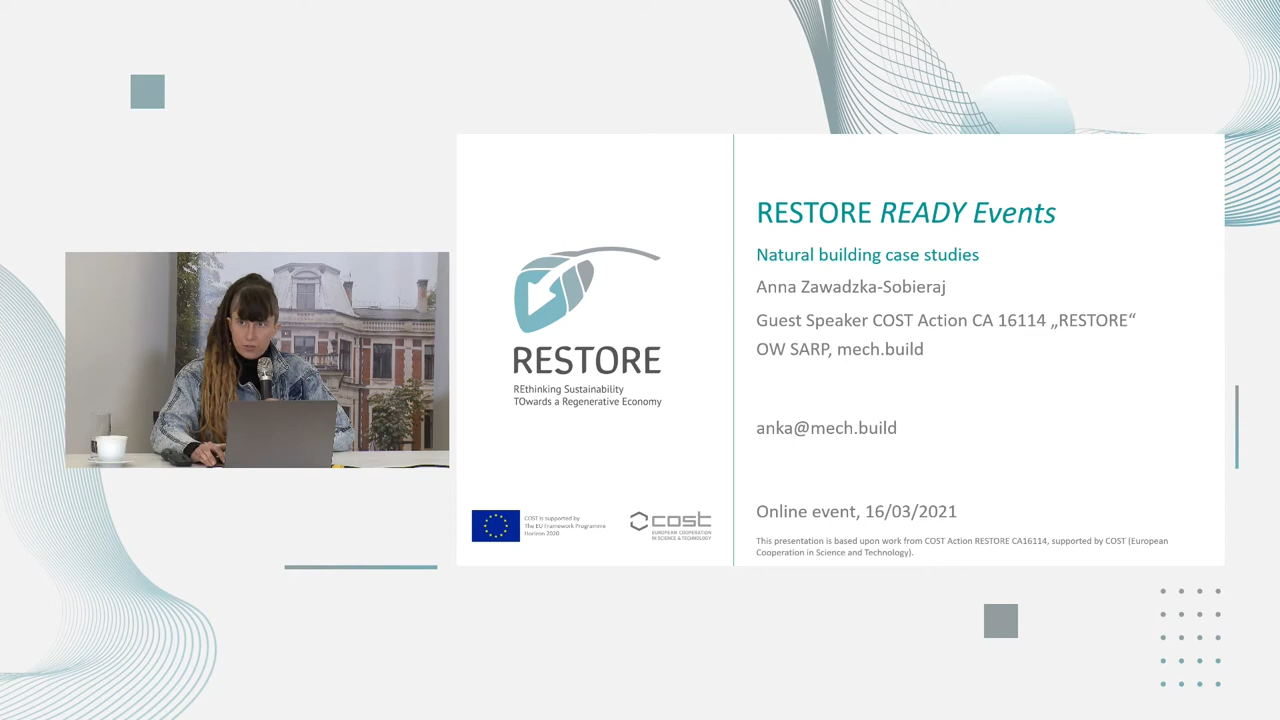 RESTORE READY Events
Natural building case studies
Anna Zawadzka-Sobieraj
Guest Speaker COST Action CA 16114 „RESTORE“
OW SARP, mech.build
anka@mech.build
Online event, 16/03/2021
This presentation is based upon work from COST Action RESTORE CA16114, supported by COST (European
Cooperation in Science and Technology).
RESTORE
REthinking Sustainability
TOwards a Regenerative Economy
COST is supported by
The EU Framework Programme
Horizon 2020
cost
EUROPEAN COOPERATION
IN SCIENCE & TECHNOLOGY